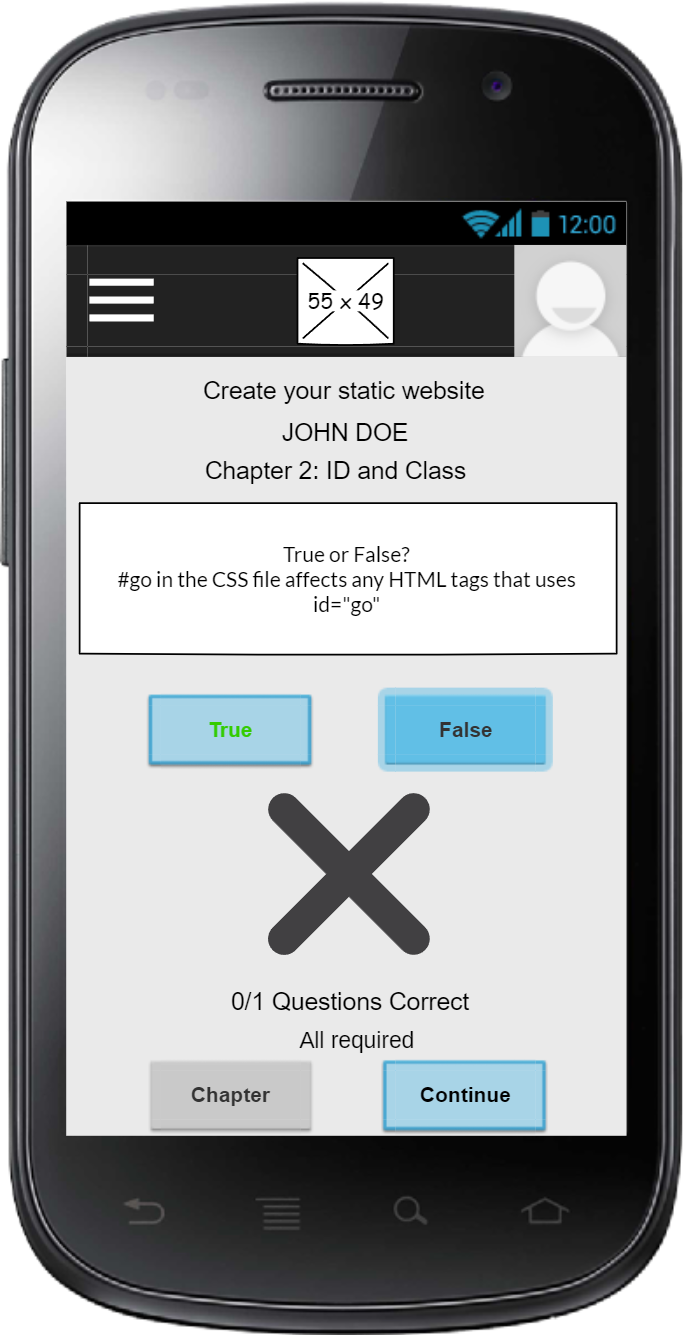 12:00
55 x 49
Create your static website
JOHN DOE
Chapter 2: ID and Class
True or False?
#go in the CSS file affects any HTML tags that uses
id="go"
True False
0/1 Questions Correct
All required
Chapter Continue